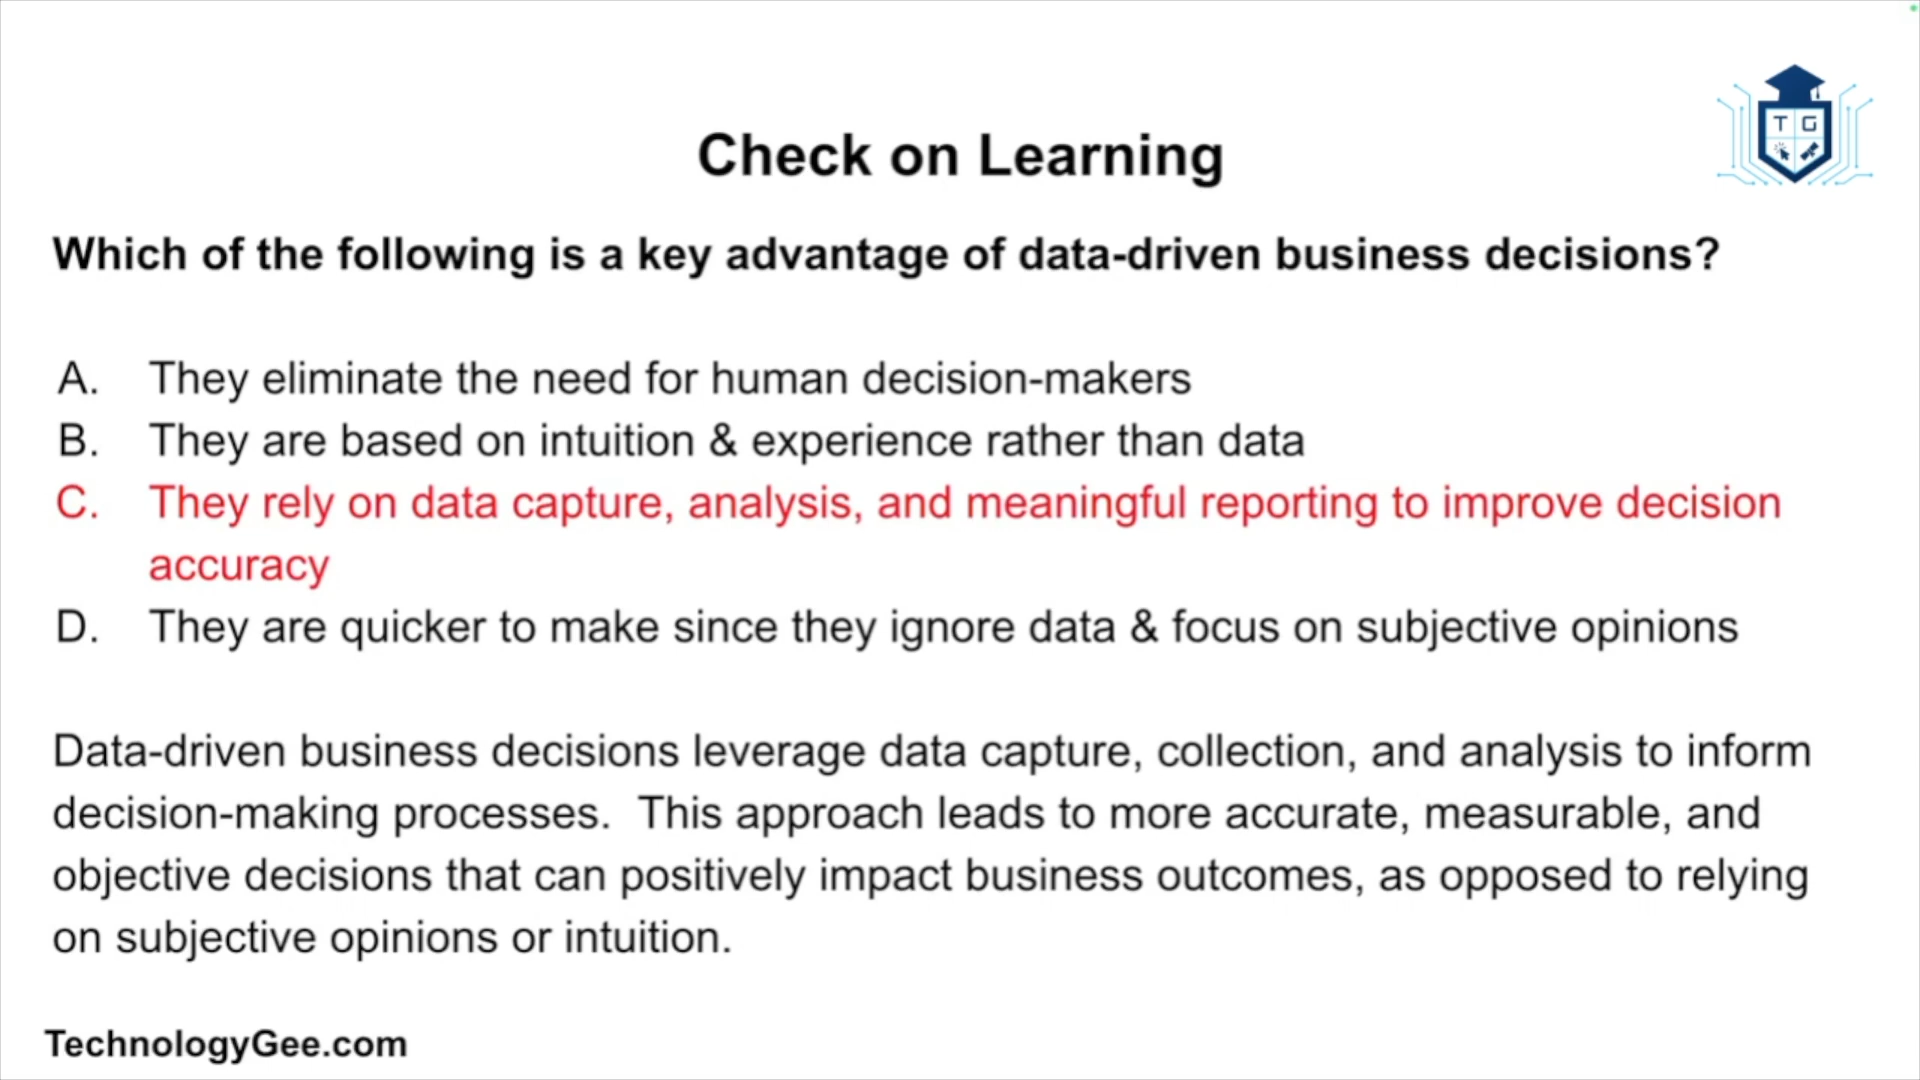 T G
Check on Learning
Which of the following is a key advantage of data-driven business decisions?
A. They eliminate the need for human decision-makers
B. They are based on intuition & experience rather than data
C. They rely on data capture, analysis, and meaningful reporting to improve decision
accuracy
D. They are quicker to make since they ignore data & focus on subjective opinions
Data-driven business decisions leverage data capture, collection, and analysis to inform
decision-making processes.  This approach leads to more accurate, measurable, and
objective decisions that can positively impact business outcomes, as opposed to relying
on subjective opinions or intuition.
TechnologyGee.com